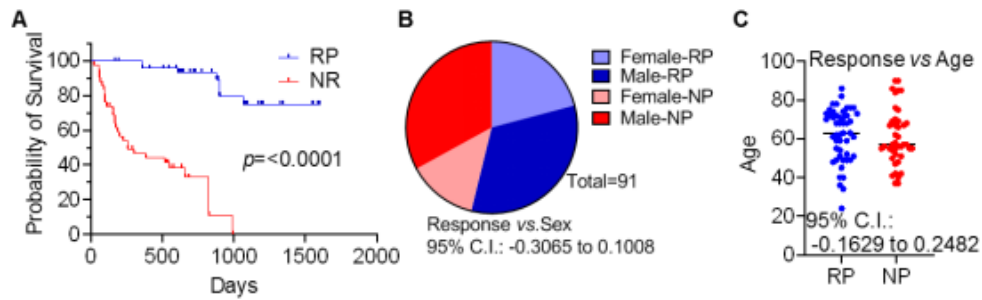 A
Probability of Survival
100
80
60
40
20
0
0
500
1000
1500
2000
Days
RP
NR
p=<0.0001
B
Female-RP
Male-RP
Female-NP
Male-NP
Total=91
Response vs.Sex
95% C.I.: -0.3065 to 0.1008
C
Response vs Age
Age
100
80
60
40
20
0
95% C.I.:
-0.1629 to 0.2482
RP
NP